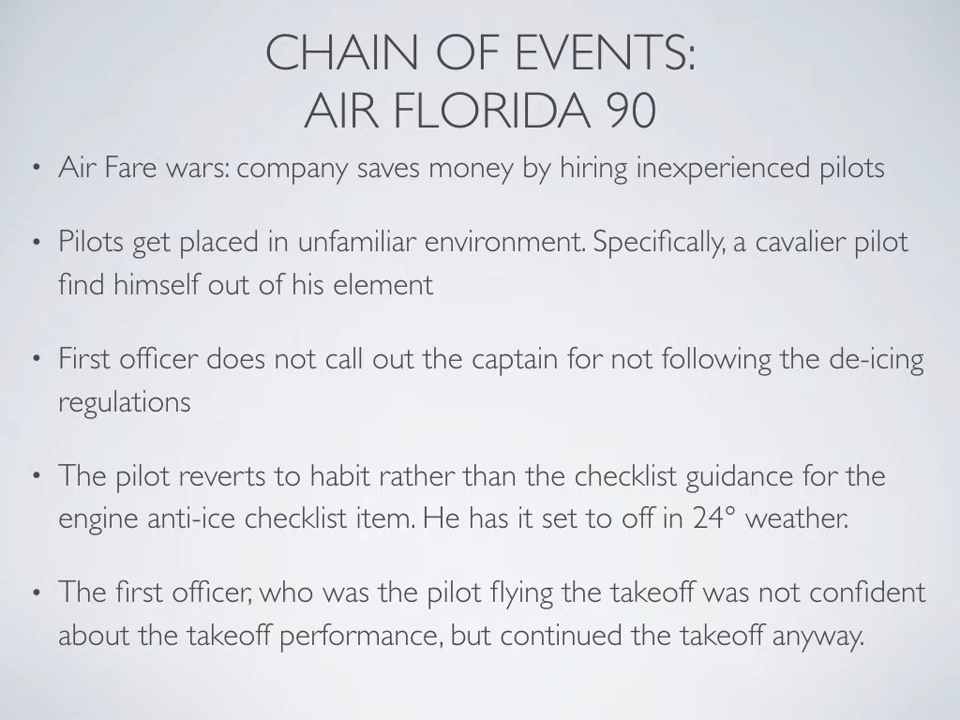 CHAIN OF EVENTS:
AIR FLORIDA 90
• Air Fare wars: company saves money by hiring inexperienced pilots
• Pilots get placed in unfamiliar environment. Specifically, a cavalier pilot
find himself out of his element
• First officer does not call out the captain for not following the de-icing
regulations
• The pilot reverts to habit rather than the checklist guidance for the
engine anti-ice checklist item. He has it set to off in 24° weather.
• The first officer, who was the pilot flying the takeoff was not confident
about the takeoff performance, but continued the takeoff anyway.